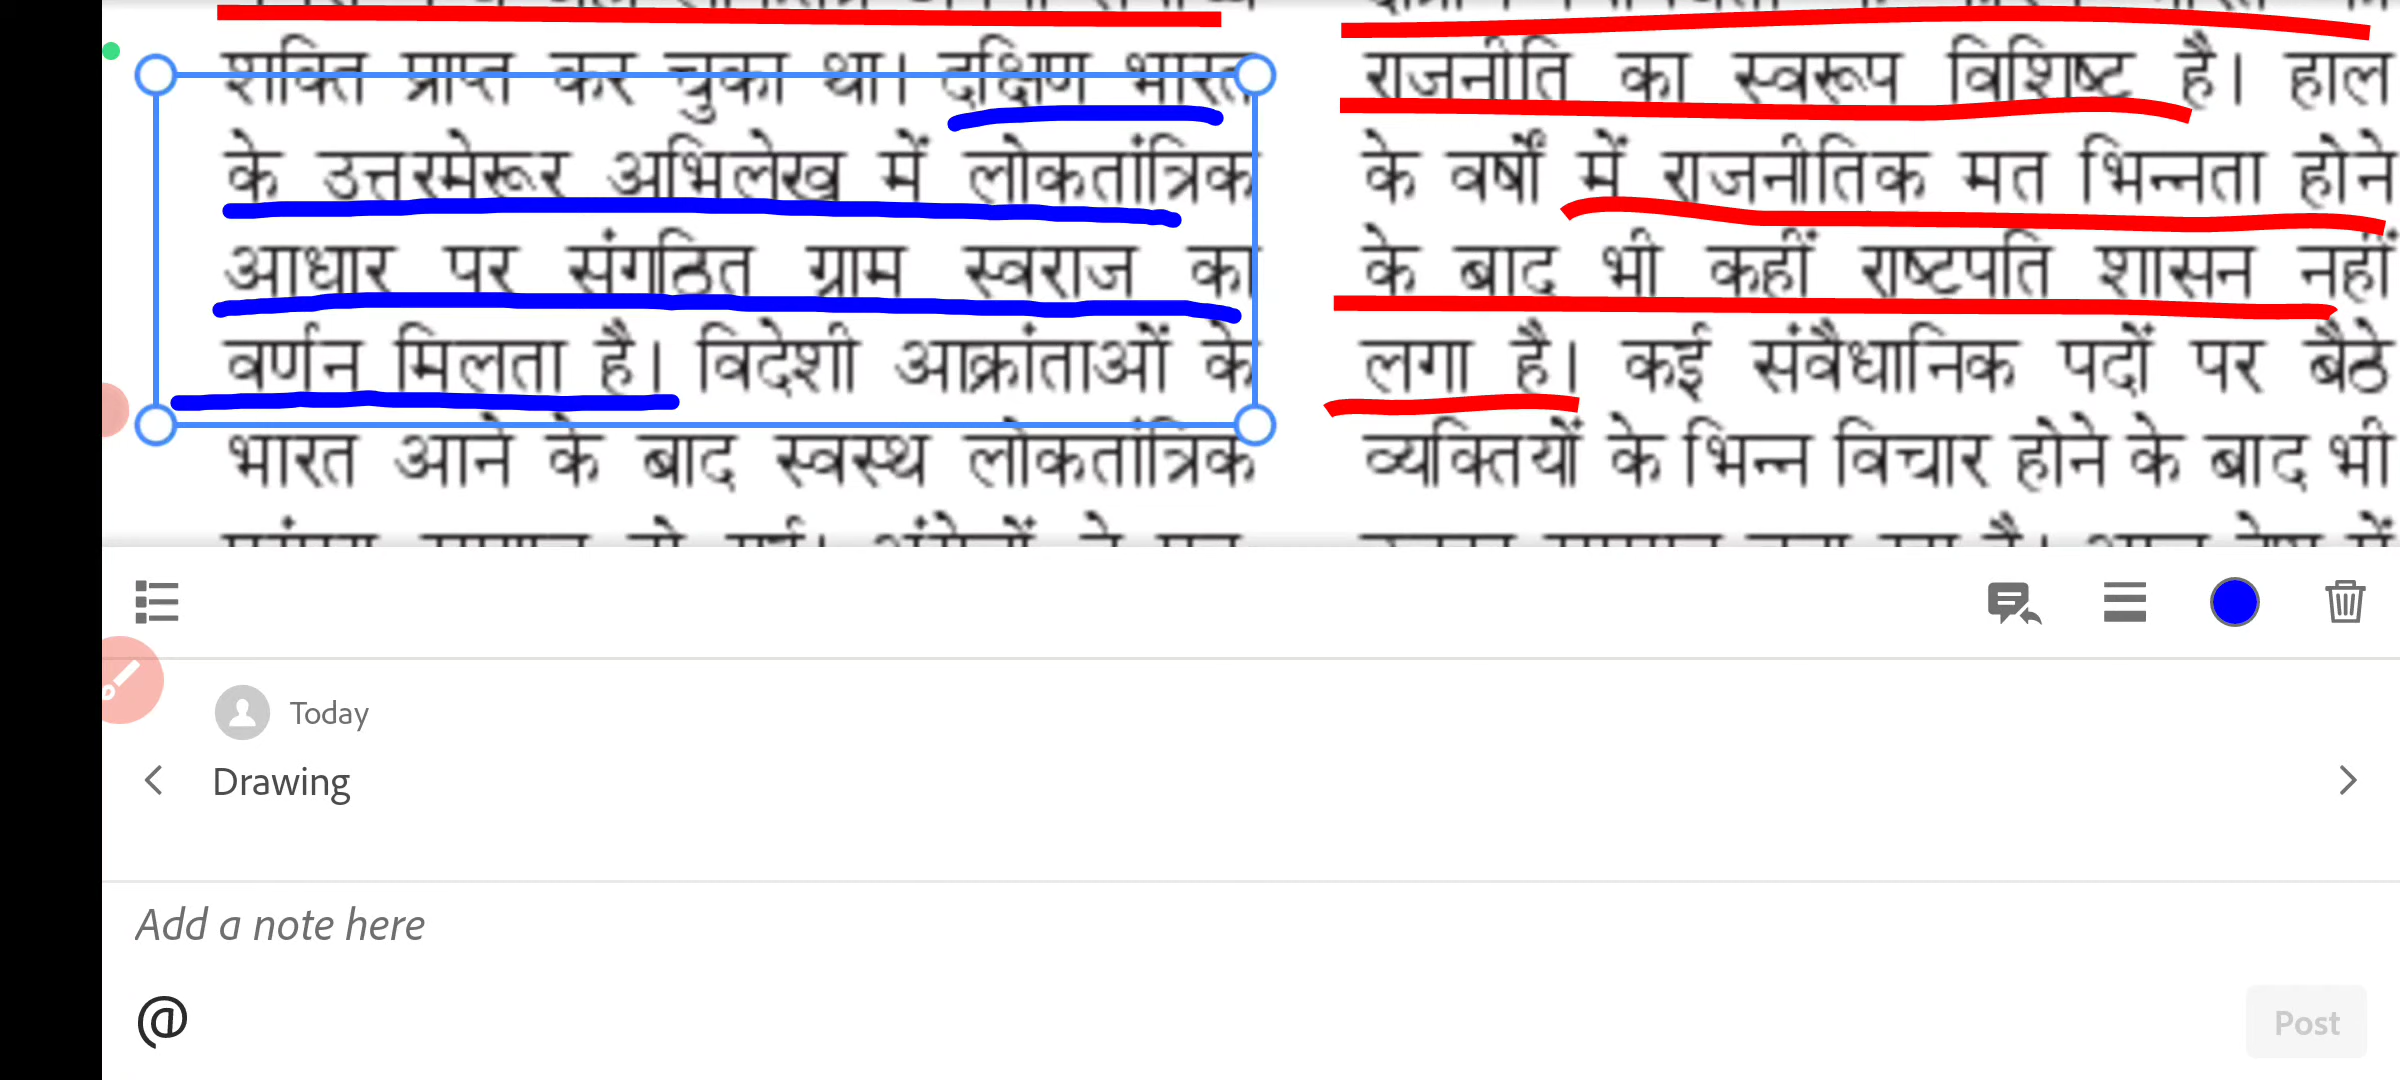 शक्ति प्राप्त कर चुका था। दक्षिण भारत
के उत्तरमेरूर अभिलेख में लोकतांत्रिक
आधार पर संगठित ग्राम स्वराज का
वर्णन मिलता है। विदेशी आक्रांताओं के
भारत आने के बाद स्वस्थ लोकतांत्रिक
राजनीति का स्वरूप विशिष्ट है। हाल
के वर्षों में राजनीतिक मत भिन्नता होने
के बाद भी कहीं राष्टपति शासन नहीं
लगा है। कई संवैधानिक पदों पर बैठे
व्यक्तियों के भिन्न विचार होने के बाद भी
Today
Drawing
Add a note here
@
Post